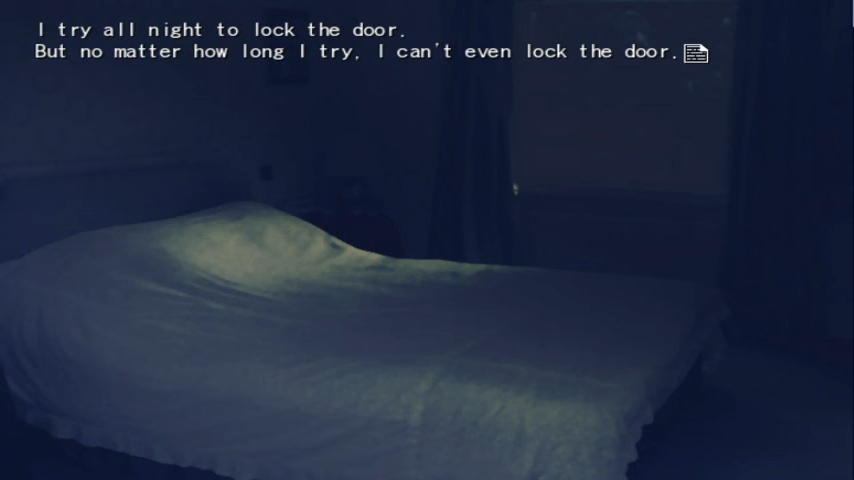 I try all night to lock the door.
But no matter how long I try, I can't even lock the door.